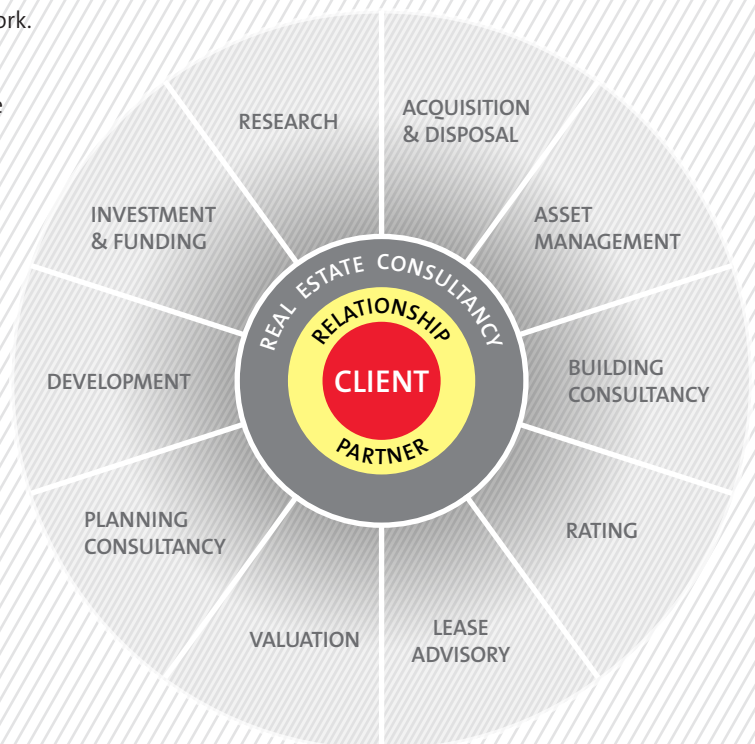 ork.
e
RESEARCH
ACQUISITION
& DISPOSAL
INVESTMENT
& FUNDING
ASSET
MANAGEMENT
REAL ESTATE CONSULTANCY
RELATIONSHIP
CLIENT
PARTNER
DEVELOPMENT
BUILDING
CONSULTANCY
PLANNING
CONSULTANCY
RATING
VALUATION
LEASE
ADVISORY